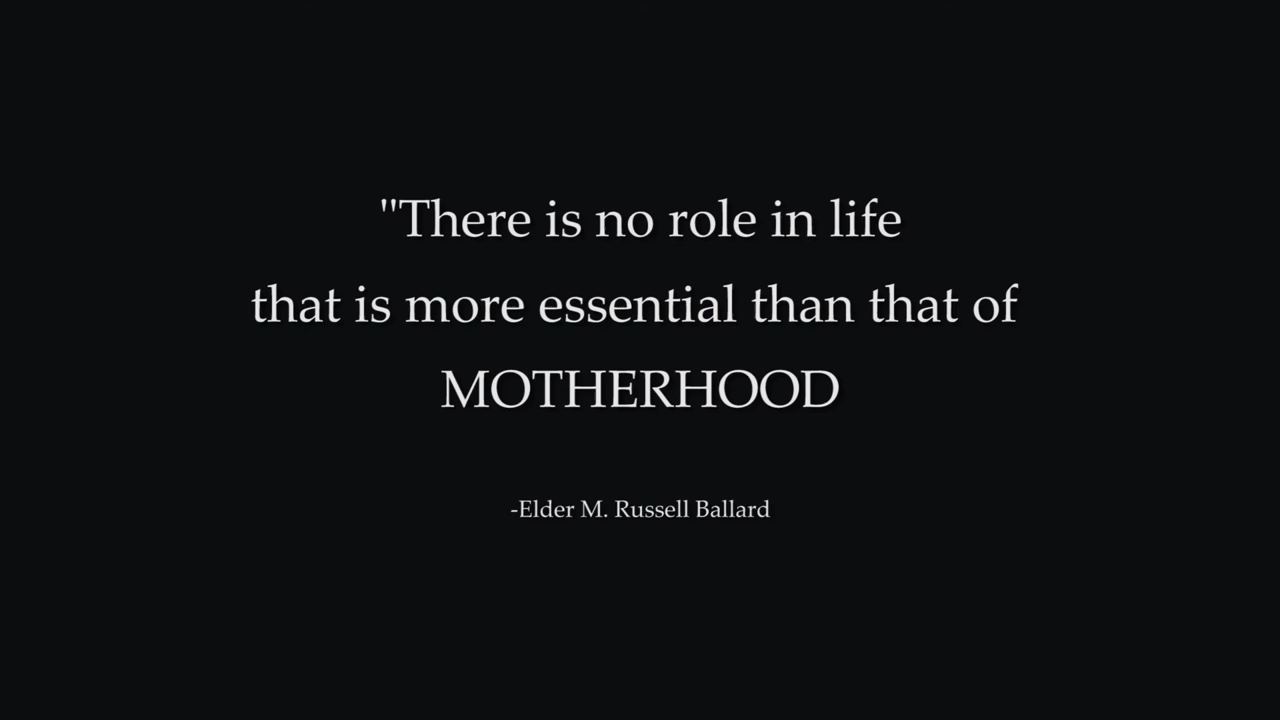 "There is no role in life
that is more essential than that of
MOTHERHOOD
-Elder M. Russell Ballard